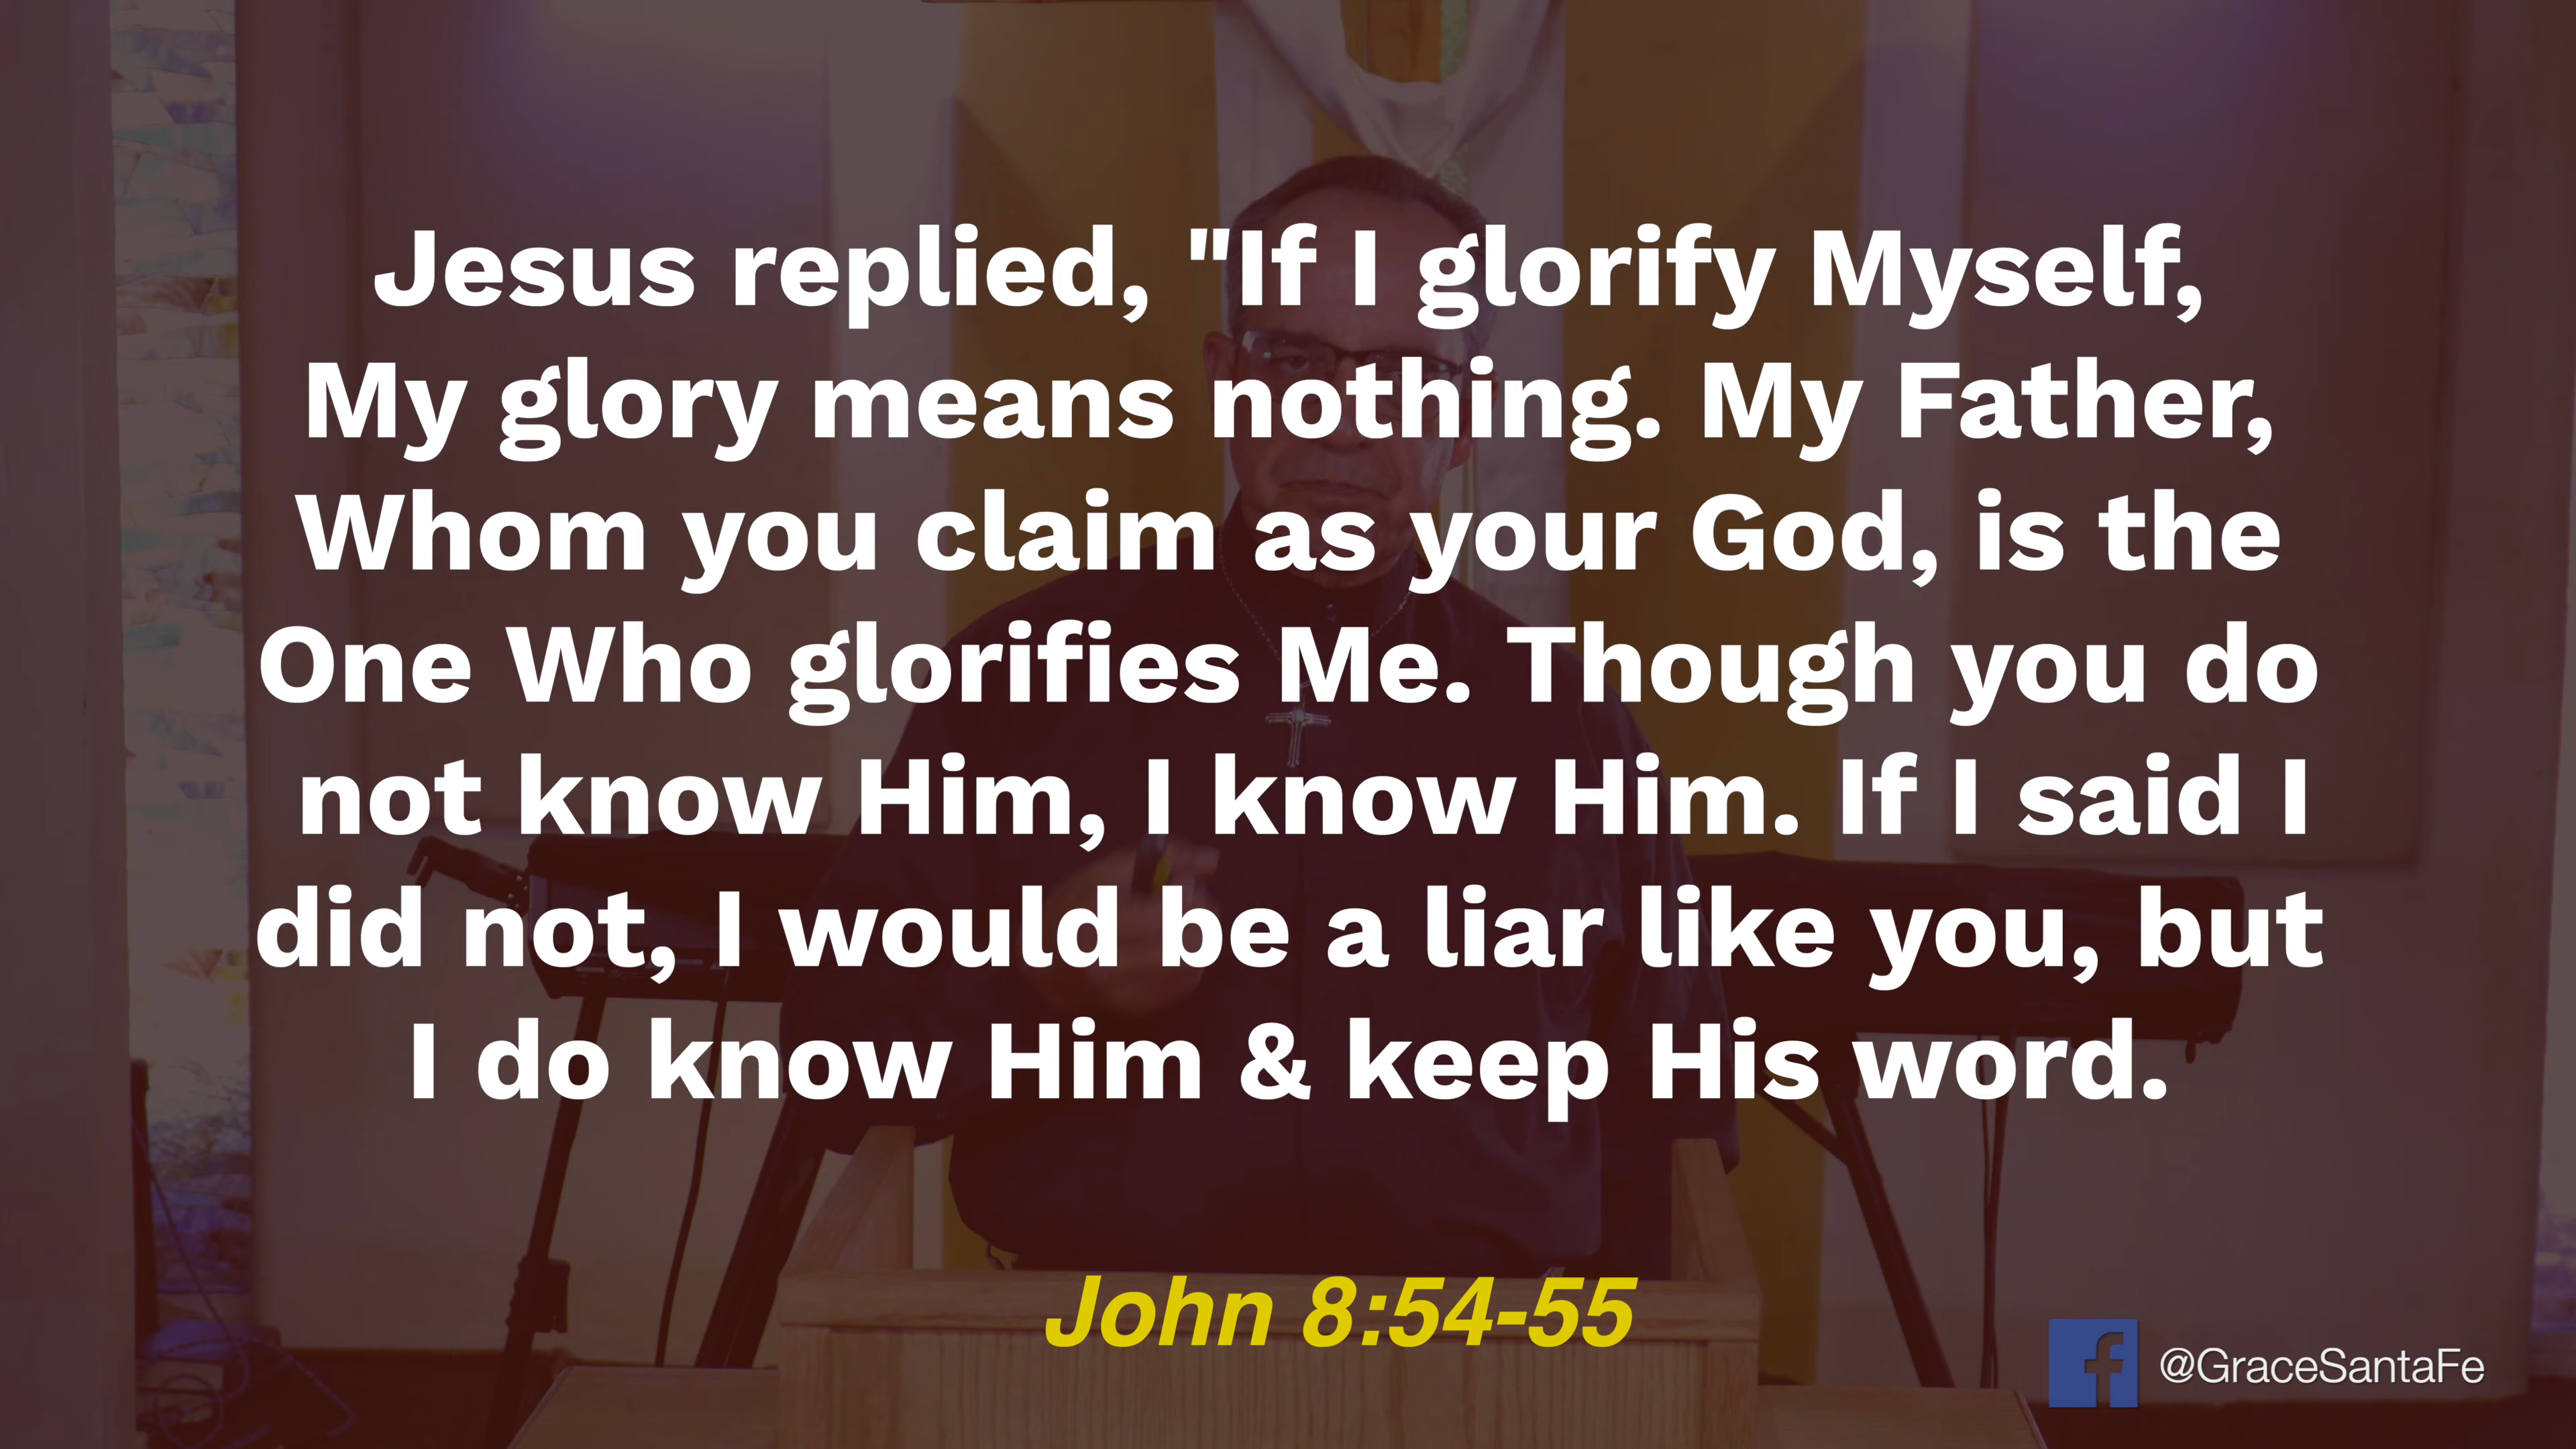 Jesus replied, "If I glorify Myself,
My glory means nothing. My Father,
Whom you claim as your God, is the
One Who glorifies Me. Though you do
not know Him, I know Him. If I said I
did not, I would be a liar like you, but
I do know Him & keep His word.
John 8:54-55
@GraceSantaFe